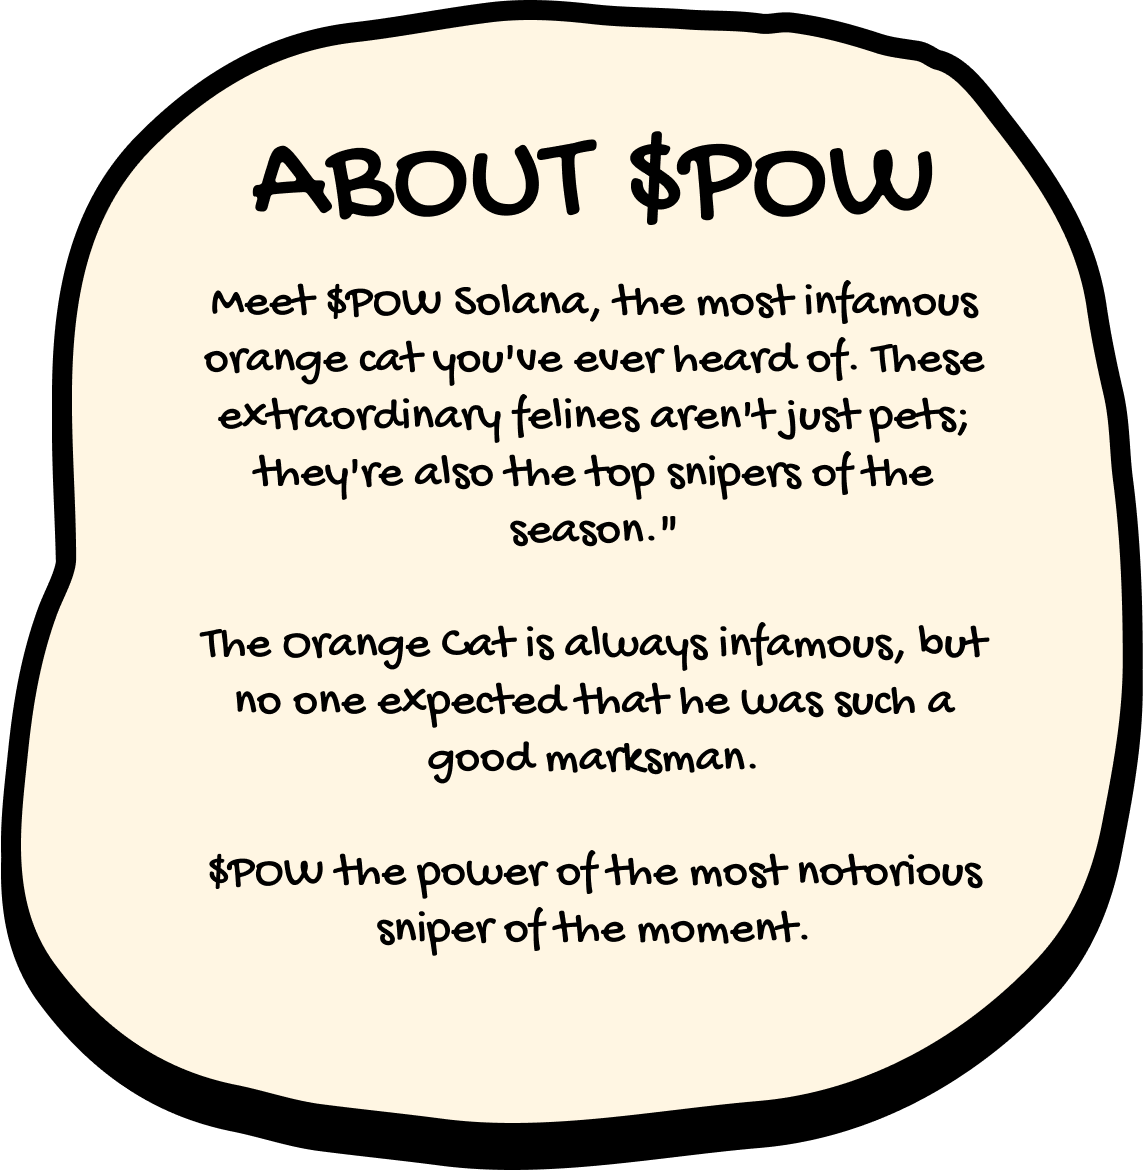 ABOUT $POW
Meet $POW Solana, the most infamous
orange cat you've ever heard of. These
extraordinary felines aren't just pets;
they're also the top snipers of the
season."
The Orange Cat is always infamous, but
no one expected that he was such a
good marksman.
$POW the power of the most notorious
sniper of the moment.